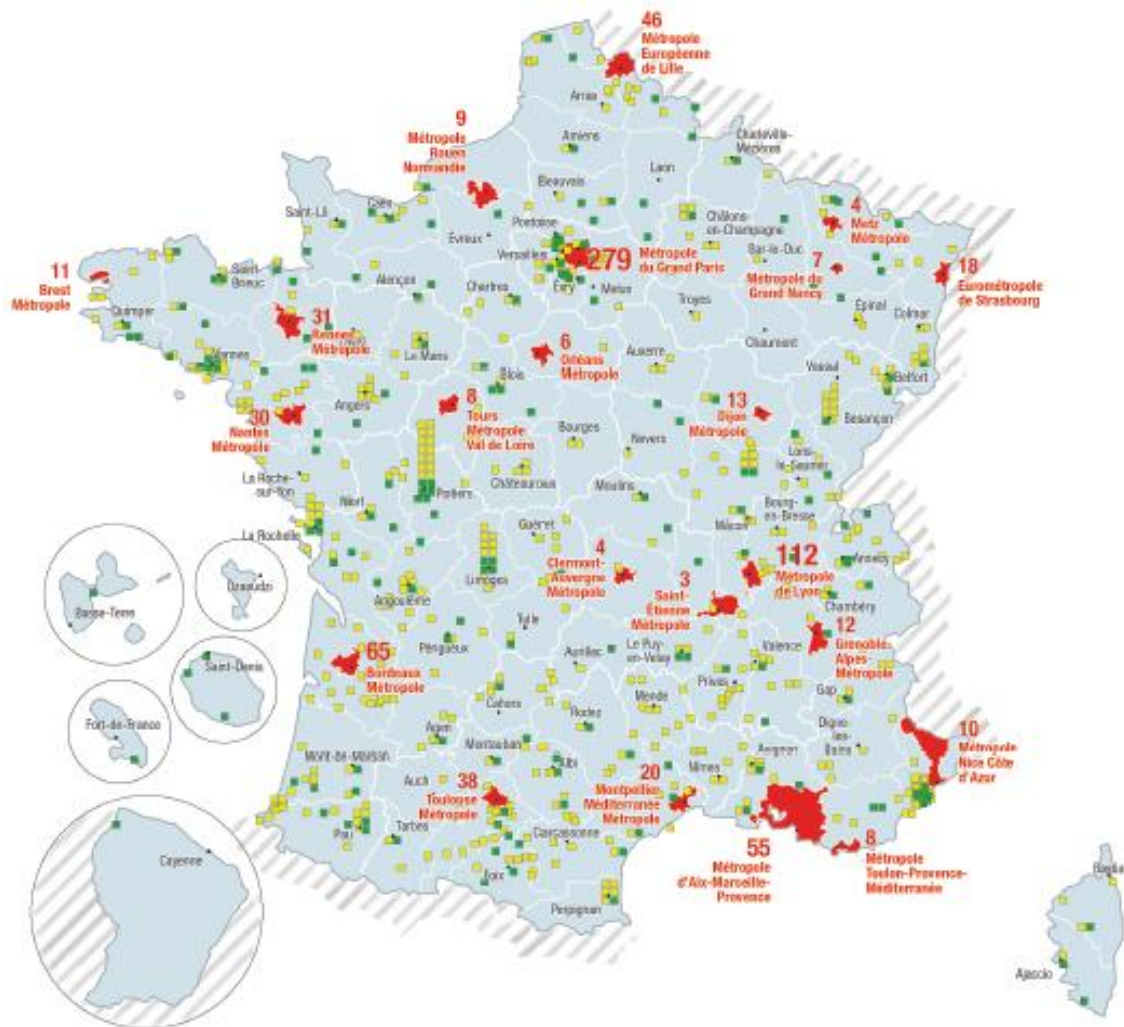 46
Métropole
Européenne
de Lille
Arras
9
Métropole
Rouen
Normandie
Amiens
Charleville-
Mézières
Laon
Beauvais
Saint-Lô
Caen
Pontoise
Évreux
Versailles
279
Métropole
du Grand Paris
Évry
Melun
Châlons-
en-Champagne
Bar-le-Duc
4
Metz
Métropole
7
Métropole du
Grand Nancy
18
Eurométropole
de Strasbourg
11
Brest
Métropole
Saint-
Brieuc
Quimper
Alençon
Chartres
Troyes
Épinal
Colmar
31
Rennes
Métropole
Le Mans
Chaumont
Vannes
6
Orléans
Métropole
Auxerre
Vesoul
Belfort
Blois
Angers
30
Nantes
Métropole
8
Tours
Métropole
Val de Loire
Bourges
Nevers
13
Dijon
Métropole
Besançon
Lons-
le-Saunier
La Roche-
sur-Yon
Châteauroux
Poitiers
Niort
Moulins
Bourg-
en-Bresse
Mâcon
La Rochelle
Guéret
Limoges
Angoulême
4
Clermont-
Auvergne
Métropole
112
Métropole
de Lyon
Annecy
3
Saint-
Étienne
Métropole
Chambéry
Basse-Terre
Dzaoudzi
Saint-Denis
Fort-de-France
Cayenne
Périgueux
Tulle
Aurillac
Le Puy-
en-Velay
Valence
12
Grenoble-
Alpes
Métropole
65
Bordeaux
Métropole
Privas
Gap
Cahors
Mende
Rodez
Agen
Montauban
Albi
Mont-de-Marsan
Auch
Avignon
Digne-
les-
Bains
Nîmes
10
Métropole
Nice Côte
d'Azur
38
Toulouse
Métropole
20
Montpellier
Méditerranée
Métropole
Pau
Tarbes
Carcassonne
Foix
Perpignan
55
Métropole
d'Aix-Marseille-
Provence
8
Métropole
Toulon-Provence-
Méditerranée
Bastia
Ajaccio